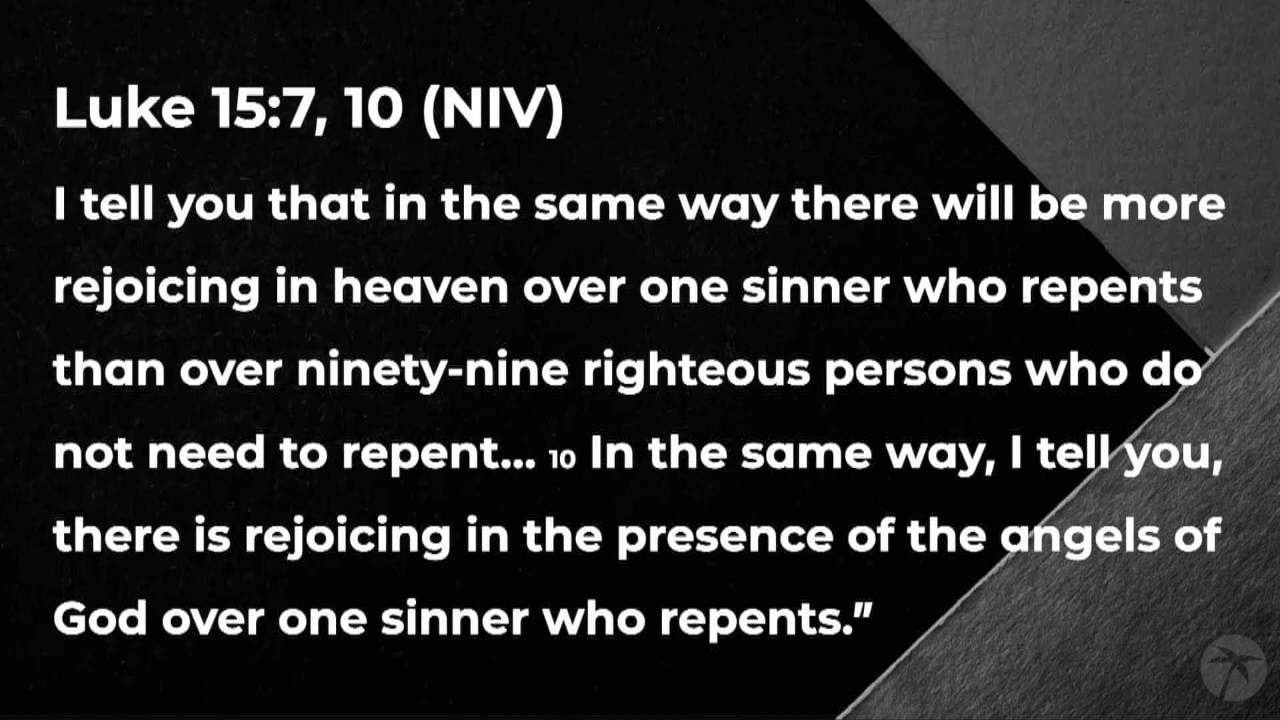 Luke 15:7, 10 (NIV)
I tell you that in the same way there will be more
rejoicing in heaven over one sinner who repents
than over ninety-nine righteous persons who do
not need to repent... 10 In the same way, I tell you,
there is rejoicing in the presence of the angels of
God over one sinner who repents.”